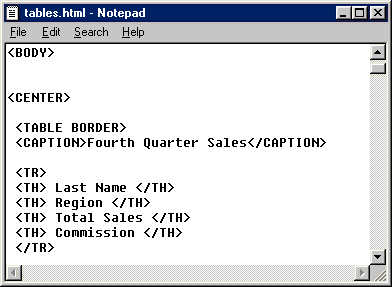 tables.html - Notepad
File Edit Search Help
<BODY>
<CENTER>
<TABLE BORDER>
<CAPTION>Fourth Quarter Sales</CAPTION>
<TR>
<TH> Last Name </TH>
<TH> Region </TH>
<TH> Total Sales </TH>
<TH> Commission </TH>
</TR>